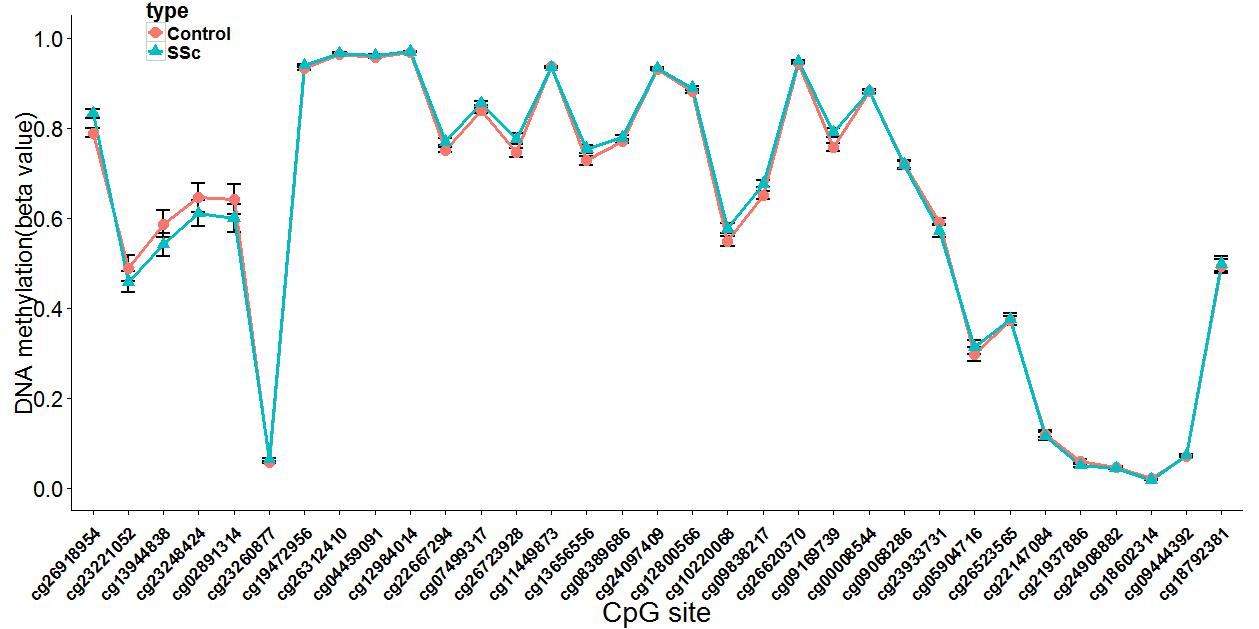 type
Control
SSc
DNA methylation(beta value)
1.0
0.8
0.6
0.4
0.2
0.0
cg26918954
cg23221052
cg13944838
cg23248424
cg02891314
cg23260877
cg19472956
cg26312410
cg04459091
cg12984014
cg22667294
cg07499317
cg26723928
cg11449873
cg13656556
cg08389686
cg24097409
cg12800566
cg10220068
cg09838217
cg26620370
cg09169739
cg00008544
cg09068286
cg23933731
cg05904716
cg26523565
cg22147084
cg21937886
cg24908882
cg18602314
cg09444392
cg18792381
CpG site